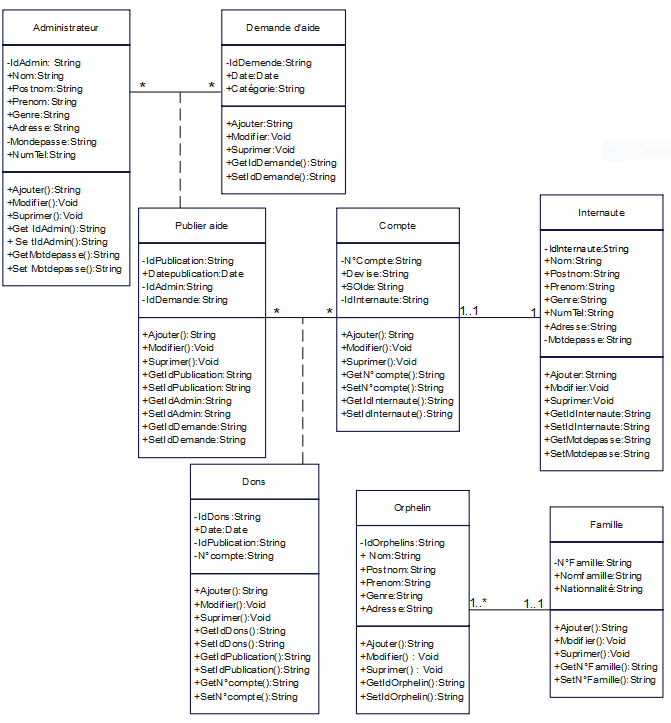 Administrateur
-IdAdmin: String
+Nom:String
+Postnom:String
+Prenom:String
+Genre:String
+Adresse:String
-Mondepasse:String
+NumTel:String
+Ajouter():String
+Modifier():Void
+Suprimer():Void
+Get IdAdmin():String
+ Se tIdAdmin():String
+GetMotdepasse():String
+Set Motdepasse():String
*
*
Demande d'aide
-IdDemende:String
+Date:Date
+Catégorie:String
+Ajouter:String
+Modifier:Void
+Suprimer:Void
+GetIdDemande():String
+SetIdDemande():String
Publier aide
-IdPublication:String
+Datepublication:Date
-IdAdmin:String
-IdDemande:String
+Ajouter():String
+Modifier():Void
+Suprimer():Void
+GetIdPublication:String
+SetIdPublication:String
+GetIdAdmin:String
+SetIdAdmin:String
+GetIdDemande:String
+SetIdDemande:String
*
*
Compte
-N°Compte:String
+Devise:String
+SOlde:String
-IdInternaute:String
+Ajouter():String
+Modifier():Void
+Suprimer():Void
+GetN°compte():String
+SetN°compte():String
+GetIdInternaute():String
+SetIdInternaute():String
1..1
1
Internaute
-IdInternaute:String
+Nom:String
+Postnom:String
+Prenom:String
+Genre:String
+NumTel:String
+Adresse:String
-Motdepasse:String
+Ajouter:Strning
+Modifier:Void
+Suprimer:Void
+GetIdInternaute:String
+SetIdInternaute:String
+GetMotdepasse:String
+SetMotdepasse:String
Dons
-IdDons:String
+Date:Date
-IdPublication:String
-N°compte:String
+Ajouter():String
+Modifier():Void
+Suprimer():Void
+GetIdDons():String
+SetIdDons():String
+GetIdPublication():String
+SetIdPublication():String
+GetN°compte():String
+SetN°compte():String
Orphelin
-IdOrphelins:String
+ Nom:String
+Postnom:String
+Prenom:String
+Genre:String
+Adresse:String
+Ajouter():String
+Modifier() : Void
+Suprimer() : Void
+GetIdOrphelin():String
+SetIdOrphelin():String
1..*
1..1
Famille
-N°Famille:String
+Nomfamille:String
+Nationnalité:String
+Ajouter():String
+Modifier():Void
+Suprimer():Void
+GetN°Famille():String
+SetN°Famille():String